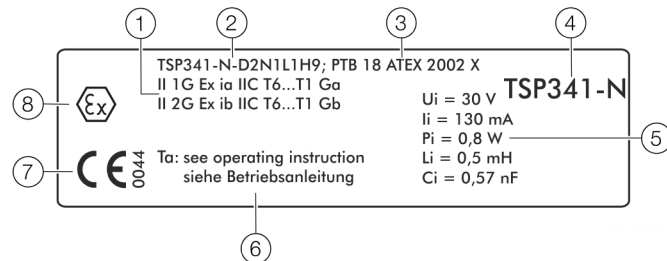 1 2 3 4
TSP341-N-D2N1L1H9; PTB 18 ATEX 2002 X
II 1G Ex ia IIC T6...T1 Ga
II 2G Ex ib IIC T6...T1 Gb
TSP341-N
Ui = 30 V
Ii = 130 mA
Pi = 0,8 W
Li = 0,5 mH
Ci = 0,57 nF
5
8 Ex
7 CE 0044
Ta: see operating instruction
siehe Betriebsanleitung
6